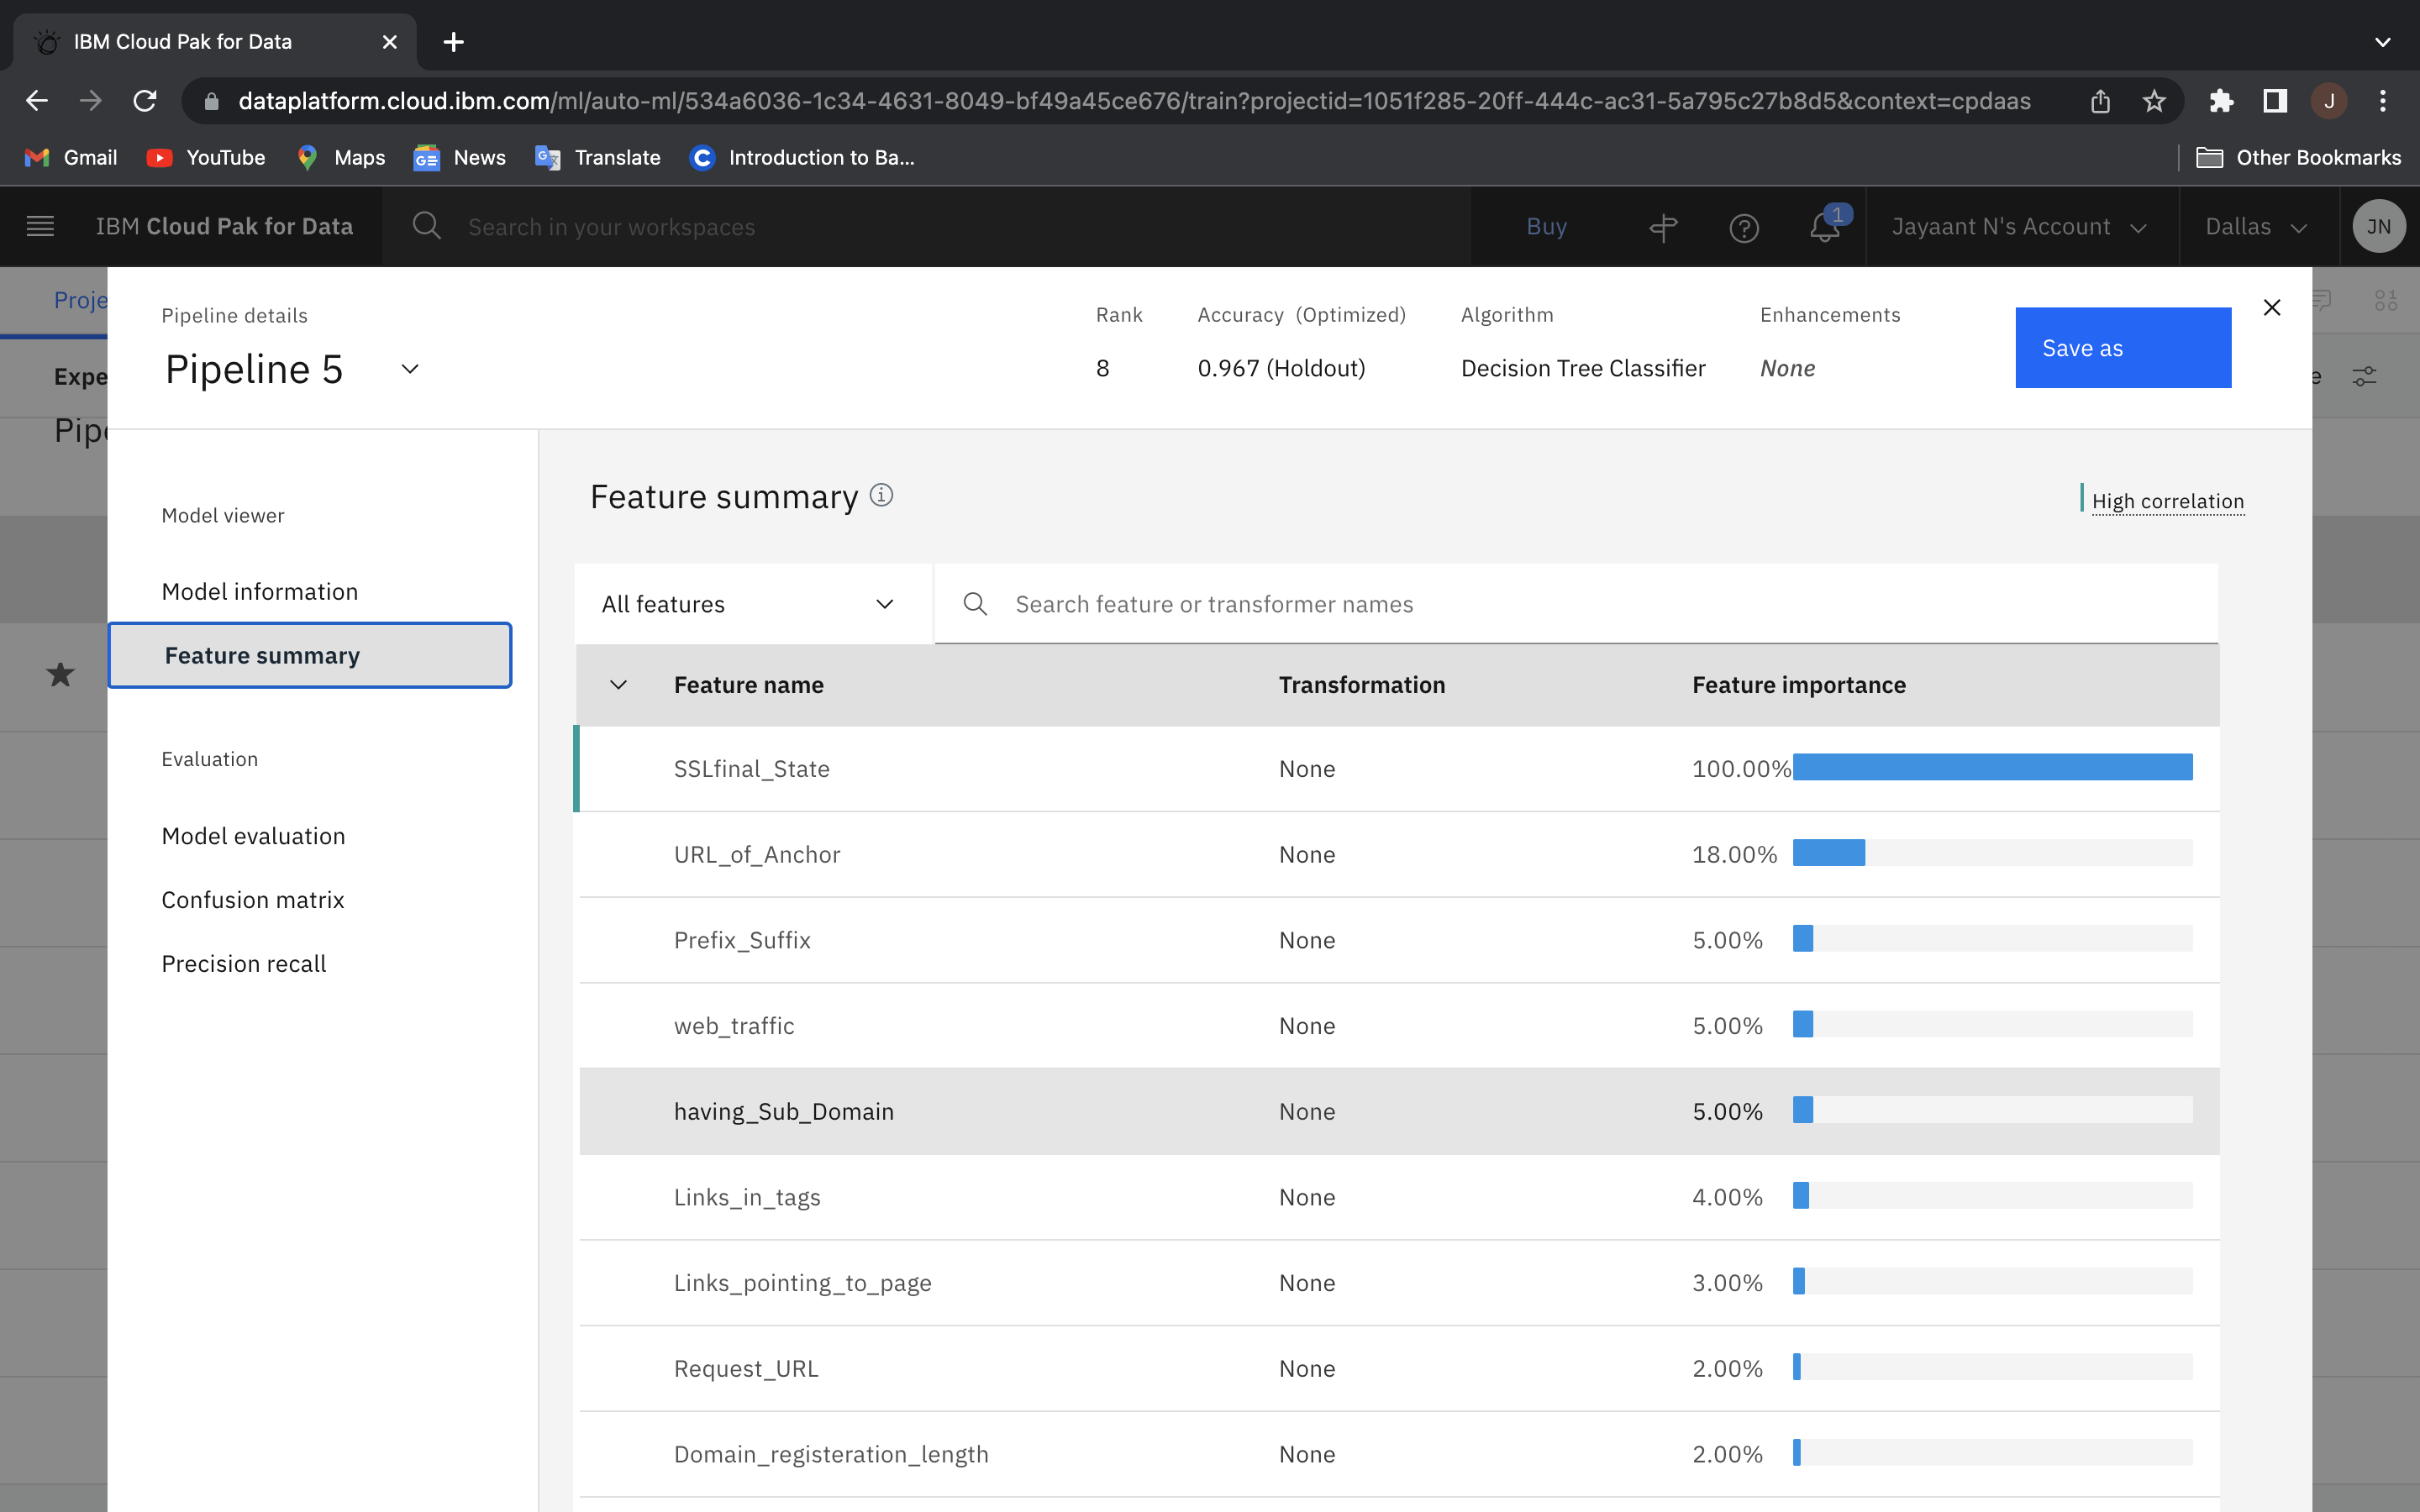 IBM Cloud Pak for Data
dataplatform.cloud.ibm.com/ml/auto-ml/534a6036-1c34-4631-8049-bf49a45ce676/train?projectid=1051f285-20ff-444c-ac31-5a795c27b8d5&context=cpdaas
J
Gmail YouTube Maps News Translate Introduction to Ba... Other Bookmarks
IBM Cloud Pak for Data Search in your workspaces Buy 1 Jayaant N's Account Dallas JN
Proje
Pipeline details Rank Accuracy (Optimized) Algorithm Enhancements
Save as
Expe Pipeline 5 8 0.967 (Holdout) Decision Tree Classifier None e
Pipe
Feature summary High correlation
Model viewer
Model information
Feature summary
Evaluation
Model evaluation
Confusion matrix
Precision recall
All features Search feature or transformer names
Feature name Transformation Feature importance
SSLfinal_State None 100.00%
URL_of_Anchor None 18.00%
Prefix_Suffix None 5.00%
web_traffic None 5.00%
having_Sub_Domain None 5.00%
Links_in_tags None 4.00%
Links_pointing_to_page None 3.00%
Request_URL None 2.00%
Domain_registeration_length None 2.00%